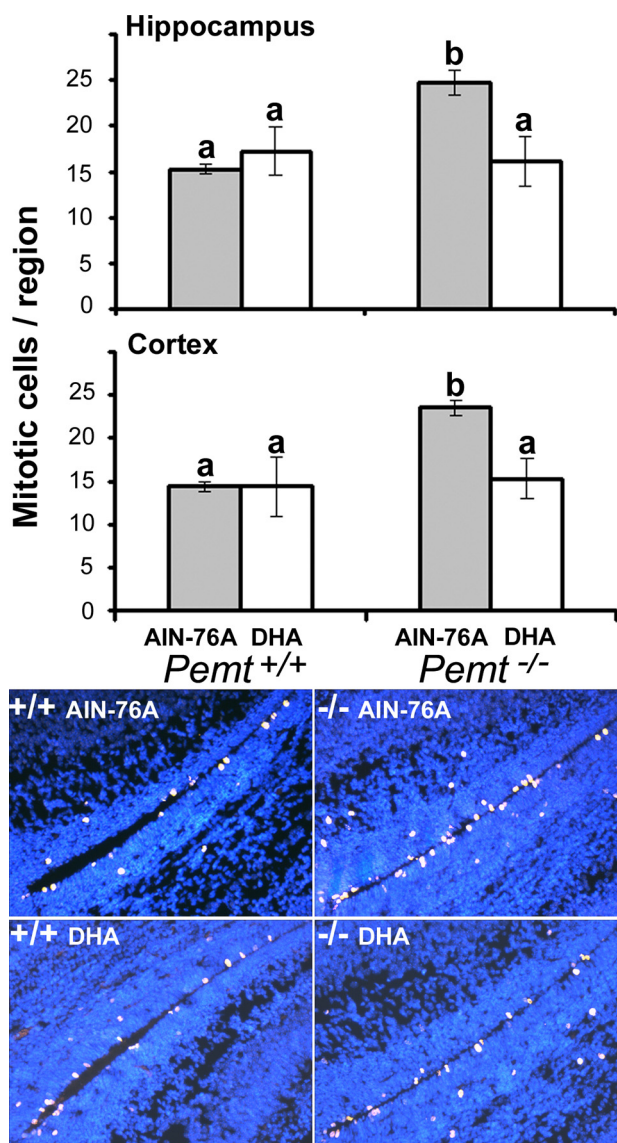 Hippocampus
Mitotic cells / region
25
20
15
10
5
0
a
a
b
a
Cortex
25
20
15
10
5
0
a
a
b
a
AIN-76A DHA AIN-76A DHA
Pemt +/+ Pemt -/-
+/+ AIN-76A
-/- AIN-76A
+/+ DHA
-/- DHA